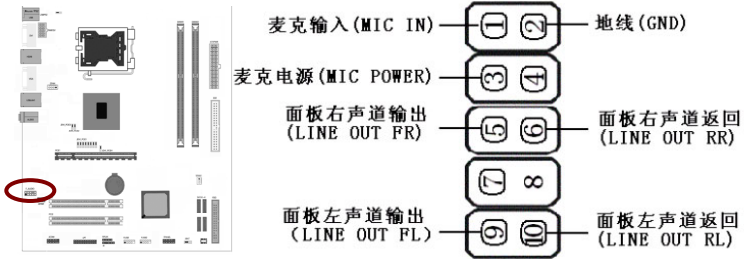 麦克输入(MIC IN)
1
2
地线(GND)
麦克电源(MIC POWER)
3
4
面板右声道输出
(LINE OUT FR)
5
6
面板右声道返回
(LINE OUT RR)
7
8
面板左声道输出
(LINE OUT FL)
9
10
面板左声道返回
(LINE OUT RL)